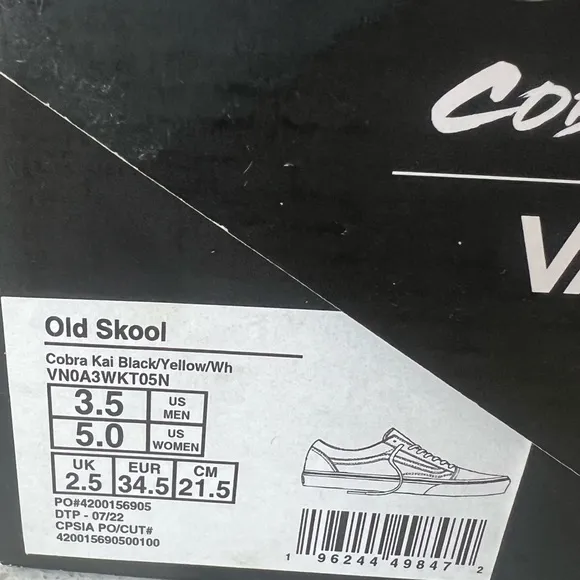 COB
VA
Old Skool
Cobra Kai Black/Yellow/Wh
VN0A3WKT05N
3.5 US MEN
5.0 US WOMEN
UK EUR CM
2.5 34.5 21.5
PO#4200156905
DTP - 07/22
CPSIA PO/CUT#
420015690500100
1 96244 49847 2